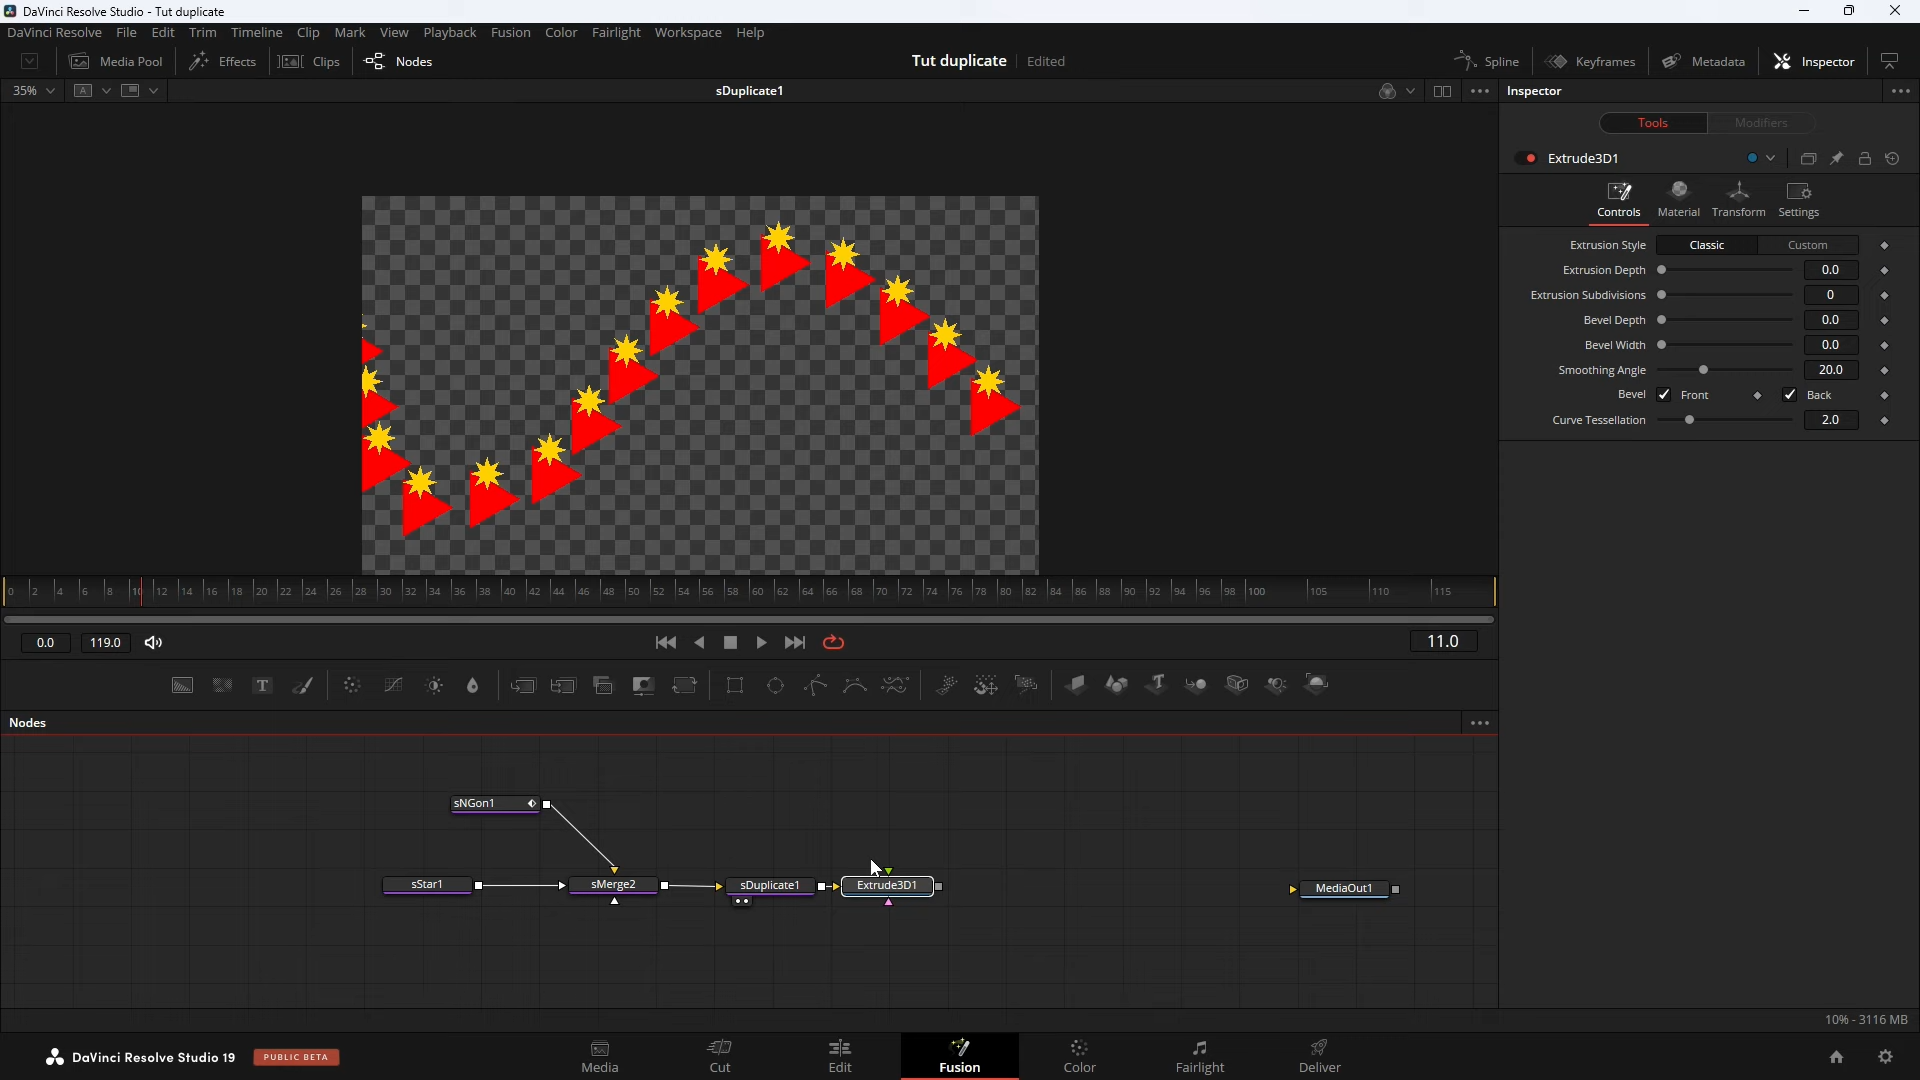 DaVinci Resolve Studio - Tut duplicate
DaVinci Resolve File Edit Trim Timeline Clip Mark View Playback Fusion Color Fairlight Workspace Help
Media Pool Effects Clips Nodes Tut duplicate Edited Spline Keyframes Metadata Inspector
35% A sDuplicate1 Inspector
Tools Modifiers
Extrude3D1
Controls Material Transform Settings
Extrusion Style Classic Custom
Extrusion Depth 0.0
Extrusion Subdivisions 0
Bevel Depth 0.0
Bevel Width 0.0
Smoothing Angle 20.0
Bevel Front Back
Curve Tessellation 2.0
0 2 4 6 8 10 12 14 16 18 20 22 24 26 28 30 32 34 36 38 40 42 44 46 48 50 52 54 56 58 60 62 64 66 68 70 72 74 76 78 80 82 84 86 88 90 92 94 96 98 100 105 110 115
0.0 119.0 11.0
T T
Nodes
sNGon1
sStar1 sMerge2 sDuplicate1 Extrude3D1 MediaOut1
10% - 3116 MB
DaVinci Resolve Studio 19 PUBLIC BETA Media Cut Edit Fusion Color Fairlight Deliver